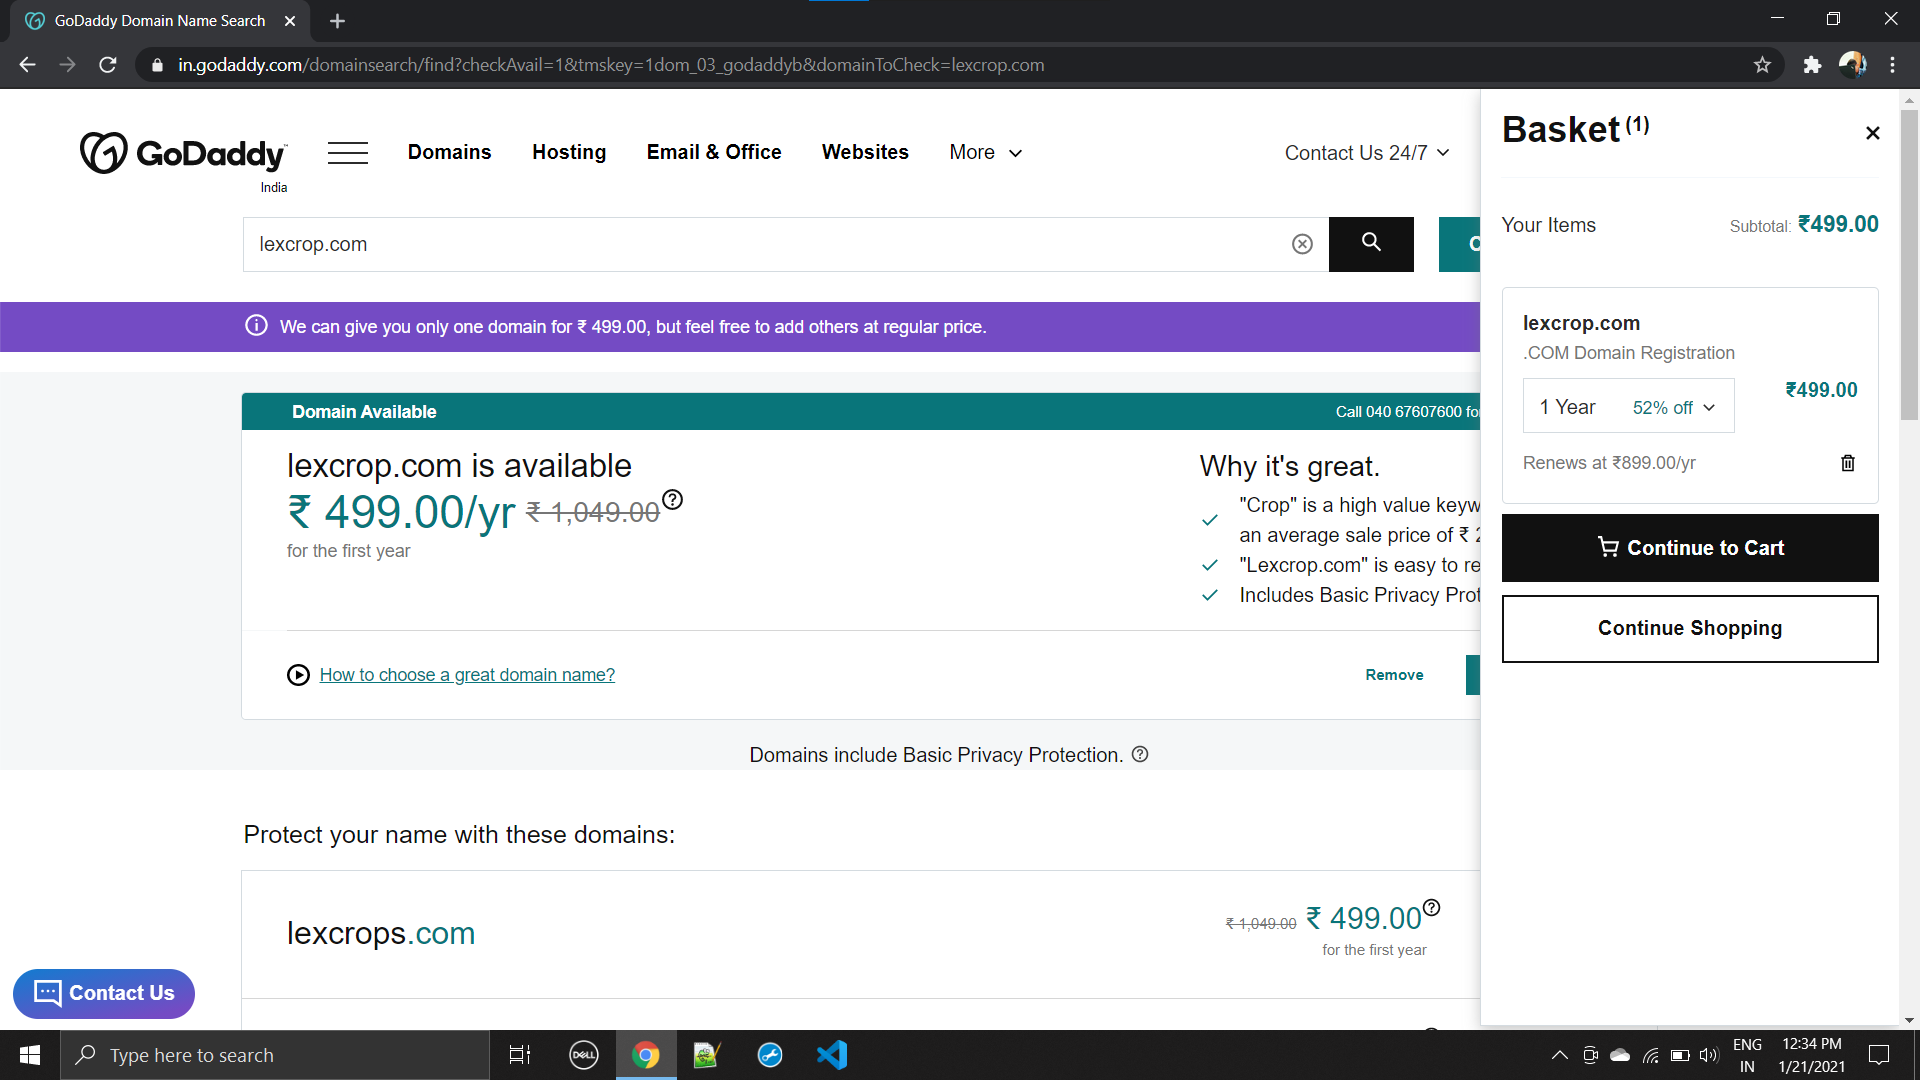 GoDaddy Domain Name Search
in.godaddy.com/domainsearch/find?checkAvail=1&tmskey=1dom_03_godaddyb&domainToCheck=lexcrop.com
GoDaddy
India
Domains
Hosting
Email & Office
Websites
More
Contact Us 24/7
lexcrop.com
We can give you only one domain for ₹ 499.00, but feel free to add others at regular price.
Domain Available
Call 040 67607600
lexcrop.com is available
₹ 499.00/yr ₹ 1,049.00
for the first year
Why it's great.
"Crop" is a high value
an average sale price of ₹
"Lexcrop.com" is easy to
Includes Basic Privacy
How to choose a great domain name?
Remove
Domains include Basic Privacy Protection.
Protect your name with these domains:
lexcrops.com
₹ 1,049.00 ₹ 499.00
for the first year
Contact Us
Basket (1)
Your Items
Subtotal: ₹499.00
lexcrop.com
.COM Domain Registration
1 Year 52% off
₹499.00
Renews at ₹899.00/yr
Continue to Cart
Continue Shopping
Type here to search
DELL
ENG
IN
12:34 PM
1/21/2021